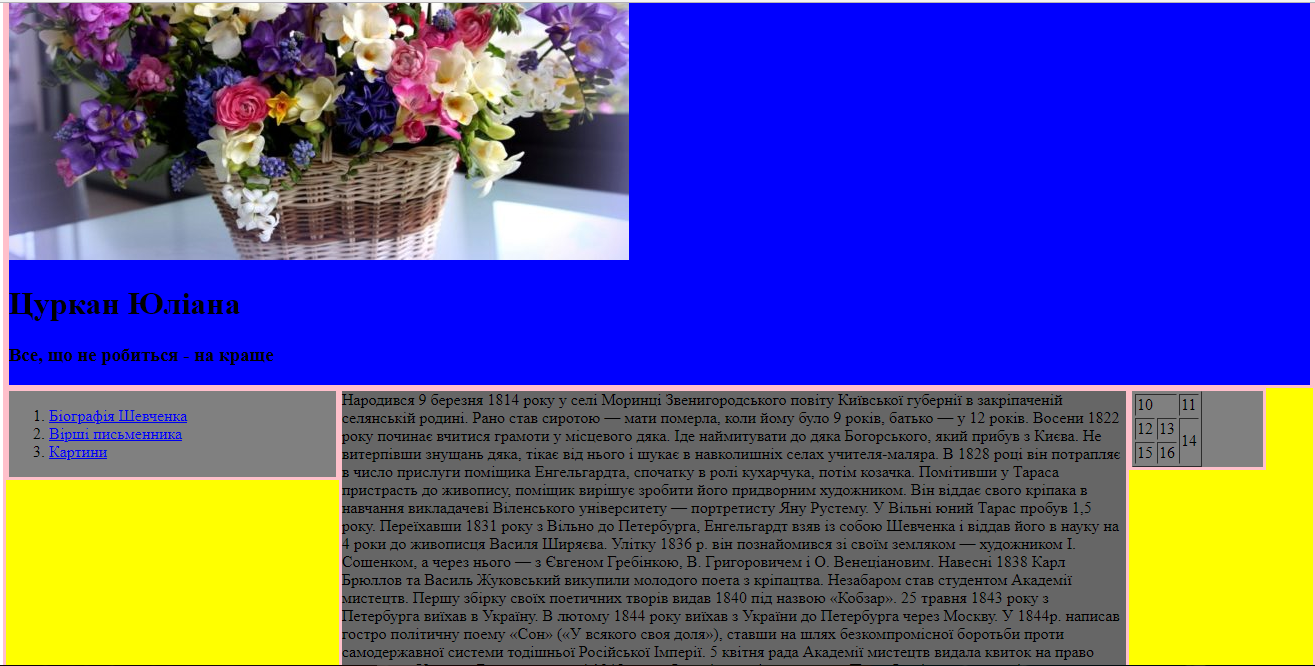 Цуркан Юліана
Все, що не робиться - на краще
1. Біографія Шевченка
2. Вірші письменника
3. Картини
Народився 9 березня 1814 року у селі Моринці Звенигородського повіту Київської губернії в закріпаченій
селянській родині. Рано став сиротою — мати померла, коли йому було 9 років, батько — у 12 років. Восени 1822
року починає вчитися грамоти у місцевого дяка. Іде наймитувати до дяка Богорського, який прибув з Києва. Не
витерпівши знущань дяка, тікає від нього і шукає в навколишніх селах учителя-маляра. В 1828 році він потрапляє
в число прислуги поміщика Енгельгардта, спочатку в ролі кухарчука, потім козачка. Помітивши у Тараса
пристрасть до живопису, поміщик вирішує зробити його придворним художником. Він віддає свого кріпака в
навчання викладачеві Віленського університету — портретисту Яну Рустему. У Вільні юний Тарас пробув 1,5
року. Переїхавши 1831 року з Вільно до Петербурга, Енгельгардт взяв із собою Шевченка і віддав його в науку на
4 роки до живописця Василя Ширяєва. Улітку 1836 р. він познайомився зі своїм земляком — художником І.
Сошенком, а через нього — з Євгеном Гребінкою, В. Григоровичем і О. Венеціановим. Навесні 1838 Карл
Брюллов та Василь Жуковський викупили молодого поета з кріпацтва. Незабаром став студентом Академії
мистецтв. Першу збірку своїх поетичних творів видав 1840 під назвою «Кобзар». 25 травня 1843 року з
Петербурга виїхав в Україну. В лютому 1844 року виїхав з України до Петербурга через Москву. У 1844р. написав
гостро політичну поему «Сон» («У всякого своя доля»), ставши на шлях безкомпромісної боротьби проти
самодержавної системи тодішньої Російської Імперії. 5 квітня рада Академії мистецтв видала квиток на право
10 11
12 13
14
15 16